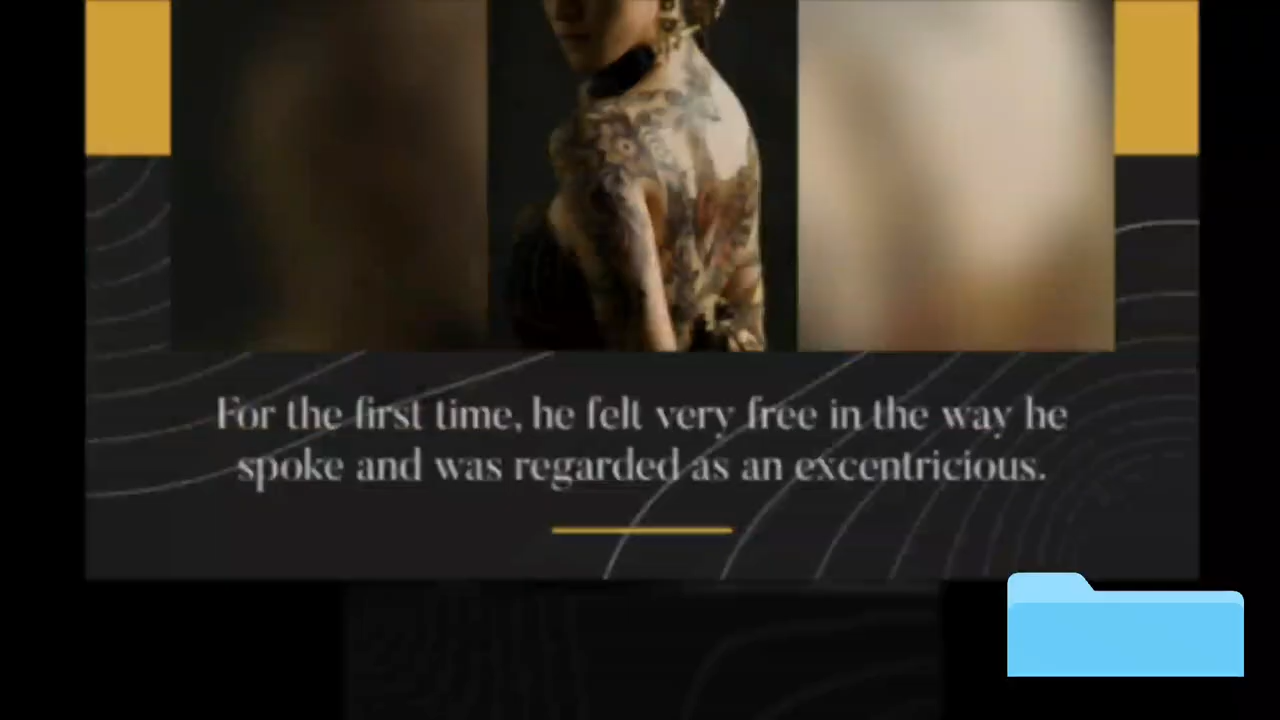 For the first time, he felt very free in the way he
spoke and was regarded as an excentricious.